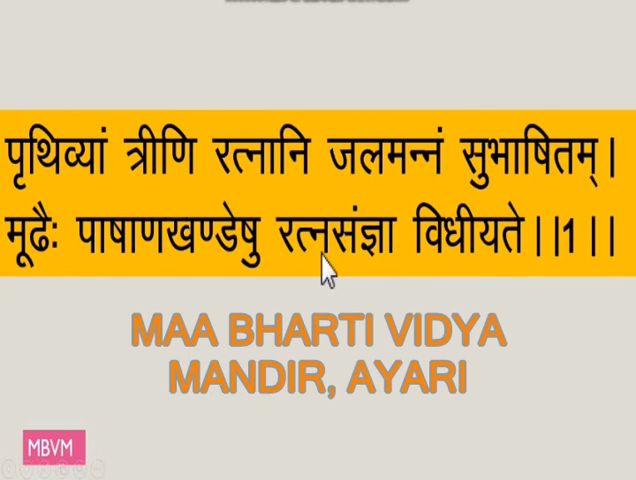 पृथिव्यां त्रीणि रत्नानि जलमन्नं सुभाषितम्।
मूढैः पाषाणखण्डेषु रत्नसंज्ञा विधीयते।।1।।
MAA BHARTI VIDYA
MANDIR, AYARI
MBVM